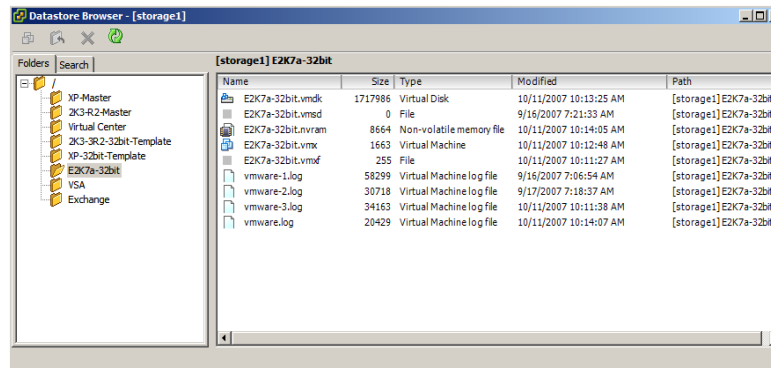 Datastore Browser - [storage1]
Folders Search
[storage1] E2K7a-32bit
/
XP-Master
2K3-R2-Master
Virtual Center
2K3-3R2-32bit-Template
XP-32bit-Template
E2K7a-32bit
VSA
Exchange
Name Size Type Modified Path
E2K7a-32bit.vmdk 1717986 Virtual Disk 10/11/2007 10:13:25 AM [storage1] E2K7a-32bit
E2K7a-32bit.vmsd 0 File 9/16/2007 7:21:33 AM [storage1] E2K7a-32bit
E2K7a-32bit.nvram 8664 Non-volatile memory file 10/11/2007 10:14:05 AM [storage1] E2K7a-32bit
E2K7a-32bit.vmx 1663 Virtual Machine 10/11/2007 10:12:48 AM [storage1] E2K7a-32bit
E2K7a-32bit.vmxf 255 File 10/11/2007 10:11:27 AM [storage1] E2K7a-32bit
vmware-1.log 58299 Virtual Machine log file 9/16/2007 7:06:54 AM [storage1] E2K7a-32bit
vmware-2.log 30718 Virtual Machine log file 9/17/2007 7:18:37 AM [storage1] E2K7a-32bit
vmware-3.log 34163 Virtual Machine log file 10/11/2007 10:11:38 AM [storage1] E2K7a-32bit
vmware.log 20429 Virtual Machine log file 10/11/2007 10:14:07 AM [storage1] E2K7a-32bit